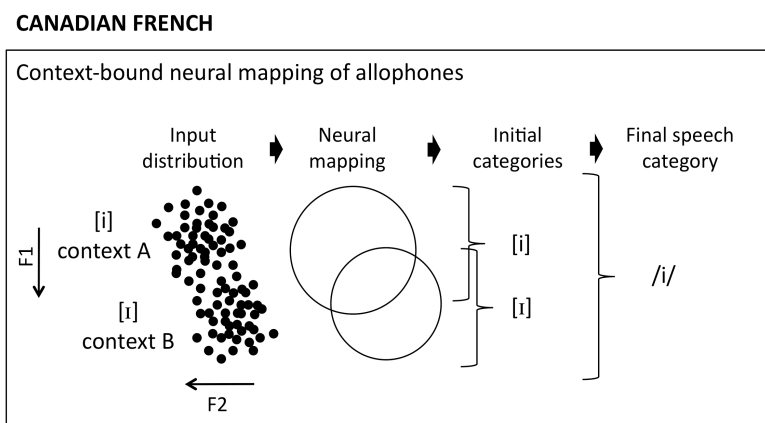 CANADIAN FRENCH
Context-bound neural mapping of allophones
Input
distribution
Neural
mapping
Initial
categories
Final speech
category
F1
[i]
context A
[ɪ]
context B
F2
[i]
[ɪ]
/i/